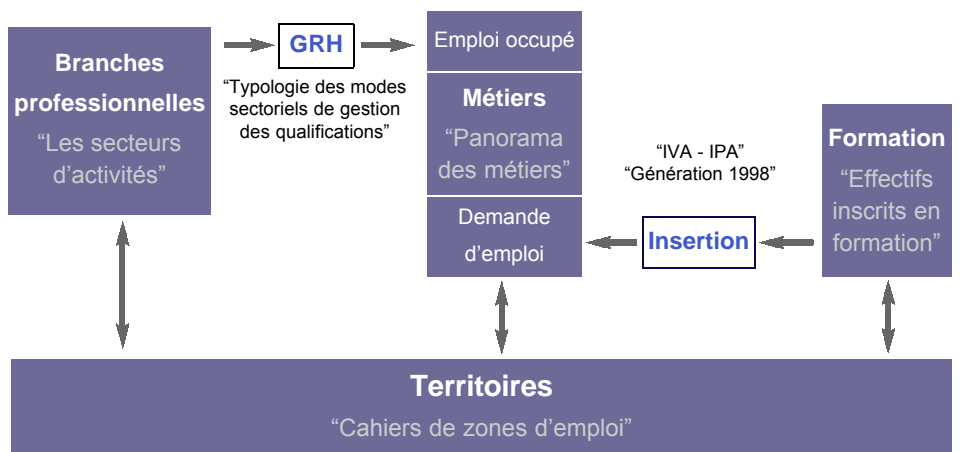 Branches
professionnelles
“Les secteurs
d’activités”
GRH
“Typologie des modes
sectoriels de gestion
des qualifications”
Emploi occupé
Métiers
“Panorama
des métiers”
Demande
d’emploi
“IVA - IPA”
“Génération 1998”
Insertion
Formation
“Effectifs
inscrits en
formation”
Territoires
“Cahiers de zones d’emploi”